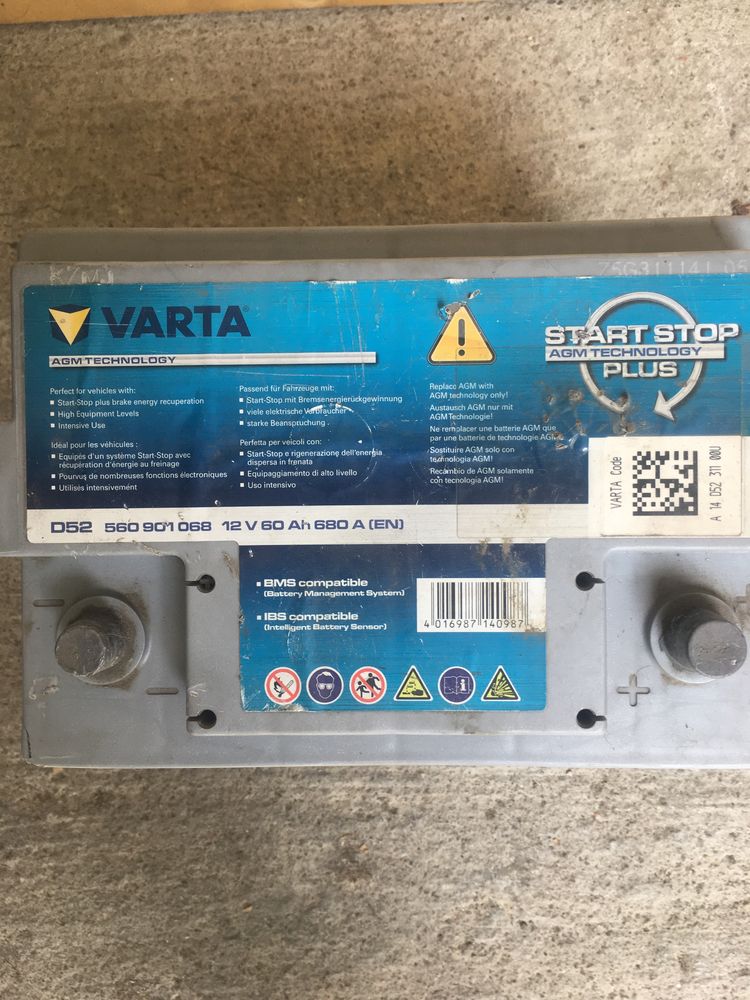 VARTA
AGM TECHNOLOGY
Perfect for vehicles with:
Start-Stop plus brake energy recuperation
High Equipment Levels
Intensive Use
Idéal pour les véhicules :
Equipés d'un système Start-Stop avec
récupération d'énergie au freinage
Pourvus de nombreuses fonctions électroniques
Utilisés intensivement
Passend für Fahrzeuge mit:
Start-Stop mit Bremsenergierückgewinnung
viele elektrische Verbraucher
starke Beanspruchung
Perfetta per veicoli con:
Start-Stop e rigenerazione dell'energia
dispersa in frenata
Equipaggiamento di alto livello
Uso intensivo
Replace AGM with
AGM technology only!
Austausch AGM nur mit
AGM Technologie!
Ne remplacer une batterie AGM que
par une batterie de technologie AGM
Sostituire AGM solo con
tecnologia AGM!
Recambio de AGM solamente
con tecnología AGM!
START STOP
AGM TECHNOLOGY
PLUS
VARTA Code
A 14 D52 311 00U
D52 560 901 068 12 V 60 Ah 680 A (EN)
BMS compatible
(Battery Management System)
IBS compatible
(Intelligent Battery Sensor)
4 016987 140987
−
+